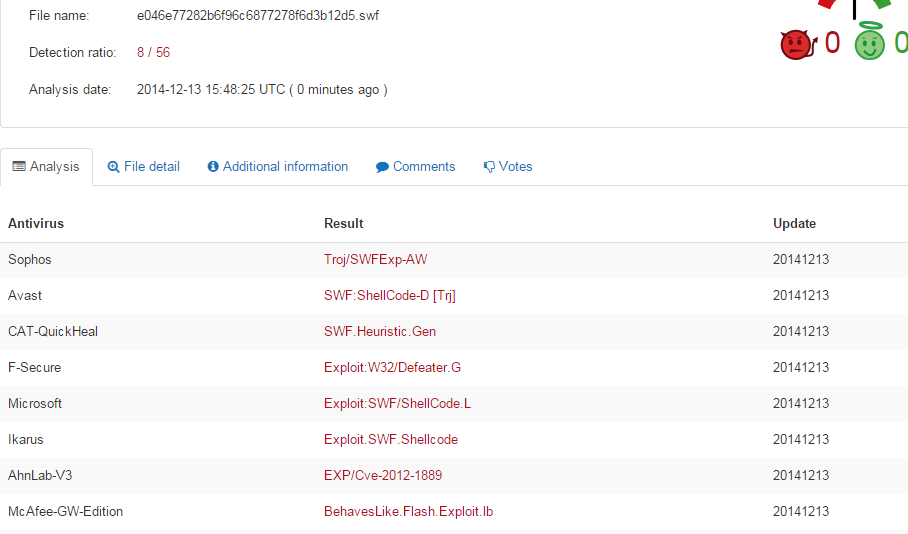 File name: e046e77282b6f96c6877278f6d3b12d5.swf
Detection ratio: 8 / 56
0 0
Analysis date: 2014-12-13 15:48:25 UTC ( 0 minutes ago )
Analysis File detail Additional information Comments Votes
Antivirus Result Update
Sophos Troj/SWFExp-AW 20141213
Avast SWF:ShellCode-D [Trj] 20141213
CAT-QuickHeal SWF.Heuristic.Gen 20141213
F-Secure Exploit:W32/Defeater.G 20141213
Microsoft Exploit:SWF/ShellCode.L 20141213
Ikarus Exploit.SWF.Shellcode 20141213
AhnLab-V3 EXP/Cve-2012-1889 20141213
McAfee-GW-Edition BehavesLike.Flash.Exploit.lb 20141213